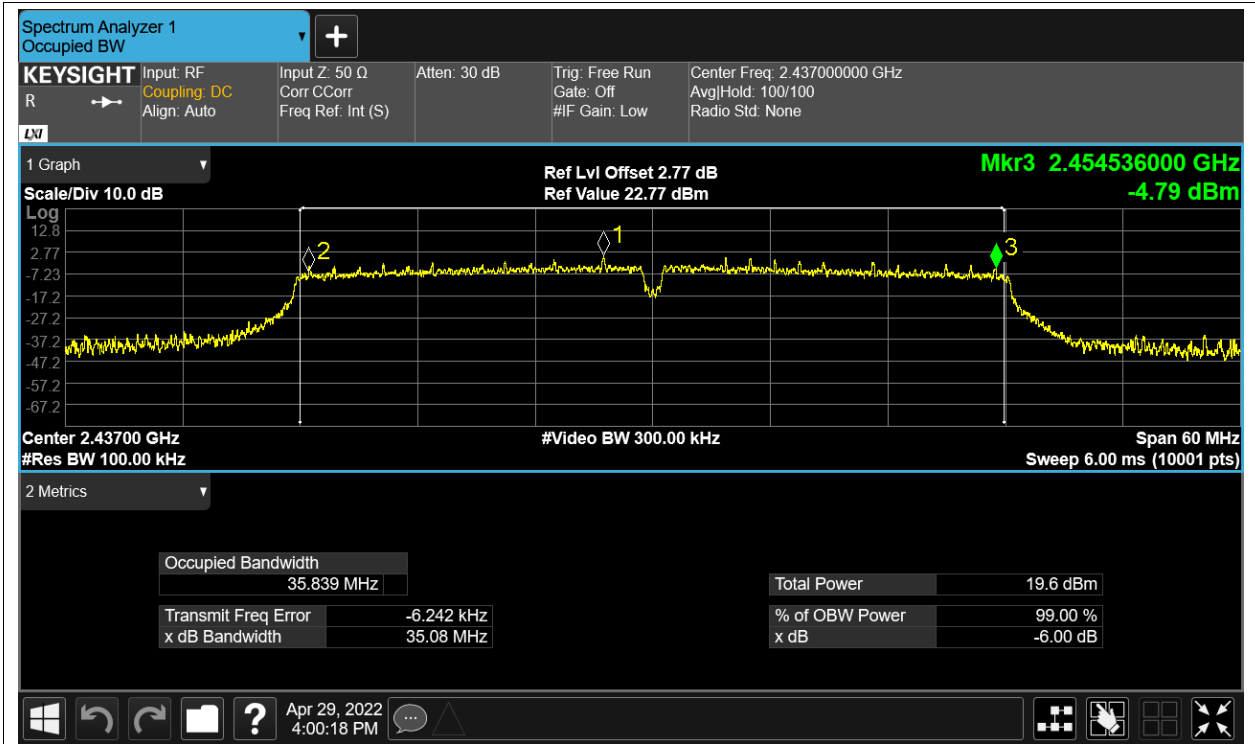 Spectrum Analyzer 1
Occupied BW
+
KEYSIGHT
R
LXI
Input: RF
Coupling: DC
Align: Auto
Input Z: 50 Ω
Corr CCorr
Freq Ref: Int (S)
Atten: 30 dB
Trig: Free Run
Gate: Off
#IF Gain: Low
Center Freq: 2.437000000 GHz
Avg|Hold: 100/100
Radio Std: None
1 Graph
Scale/Div 10.0 dB
Ref Lvl Offset 2.77 dB
Ref Value 22.77 dBm
Mkr3 2.454536000 GHz
-4.79 dBm
Log
12.8
2.77
-7.23
-17.2
-27.2
-37.2
-47.2
-57.2
-67.2
2
1
3
Center 2.43700 GHz
#Res BW 100.00 kHz
#Video BW 300.00 kHz
Span 60 MHz
Sweep 6.00 ms (10001 pts)
2 Metrics
Occupied Bandwidth
35.839 MHz
Transmit Freq Error -6.242 kHz
x dB Bandwidth 35.08 MHz
Total Power 19.6 dBm
% of OBW Power 99.00 %
x dB -6.00 dB
?
Apr 29, 2022
4:00:18 PM